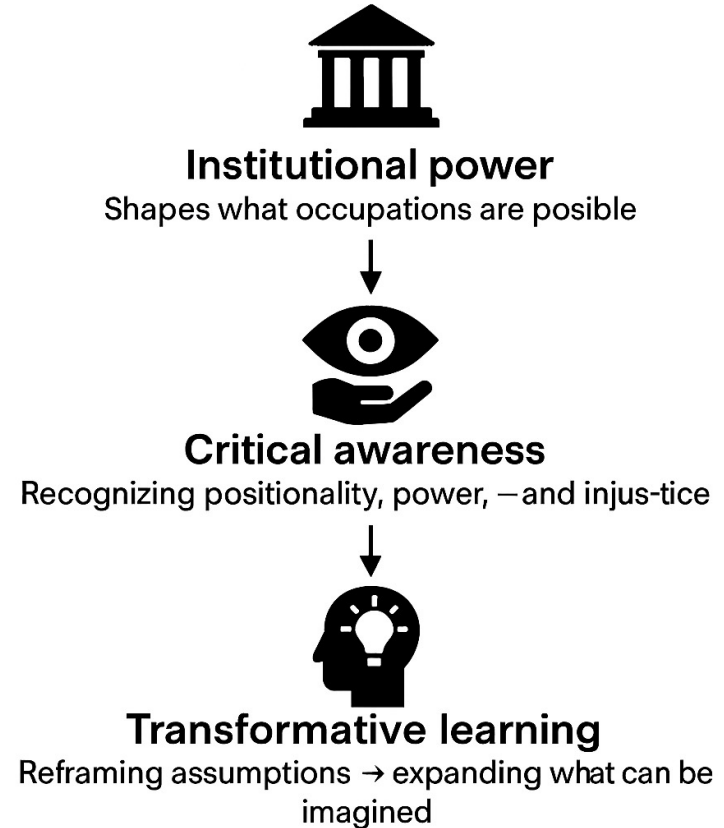 Institutional power
Shapes what occupations are posible
Critical awareness
Recognizing positionality, power, —and injus-tice
Transformative learning
Reframing assumptions → expanding what can be
imagined